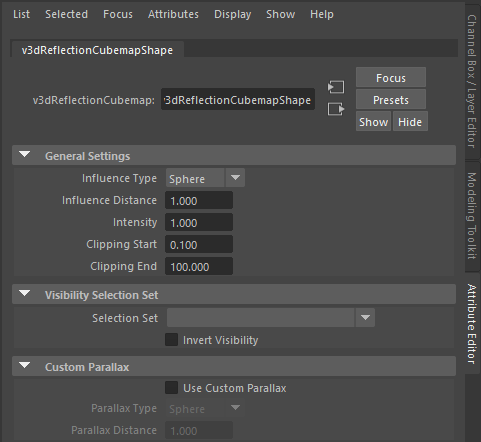 List Selected Focus Attributes Display Show Help
v3dReflectionCubemapShape
Focus
v3dReflectionCubemap: v3dReflectionCubemapShape Presets
Show Hide
General Settings
Influence Type Sphere
Influence Distance 1.000
Intensity 1.000
Clipping Start 0.100
Clipping End 100.000
Visibility Selection Set
Selection Set
Invert Visibility
Custom Parallax
Use Custom Parallax
Parallax Type Sphere
Parallax Distance 1.000
Channel Box / Layer Editor
Modeling Toolkit
Attribute Editor